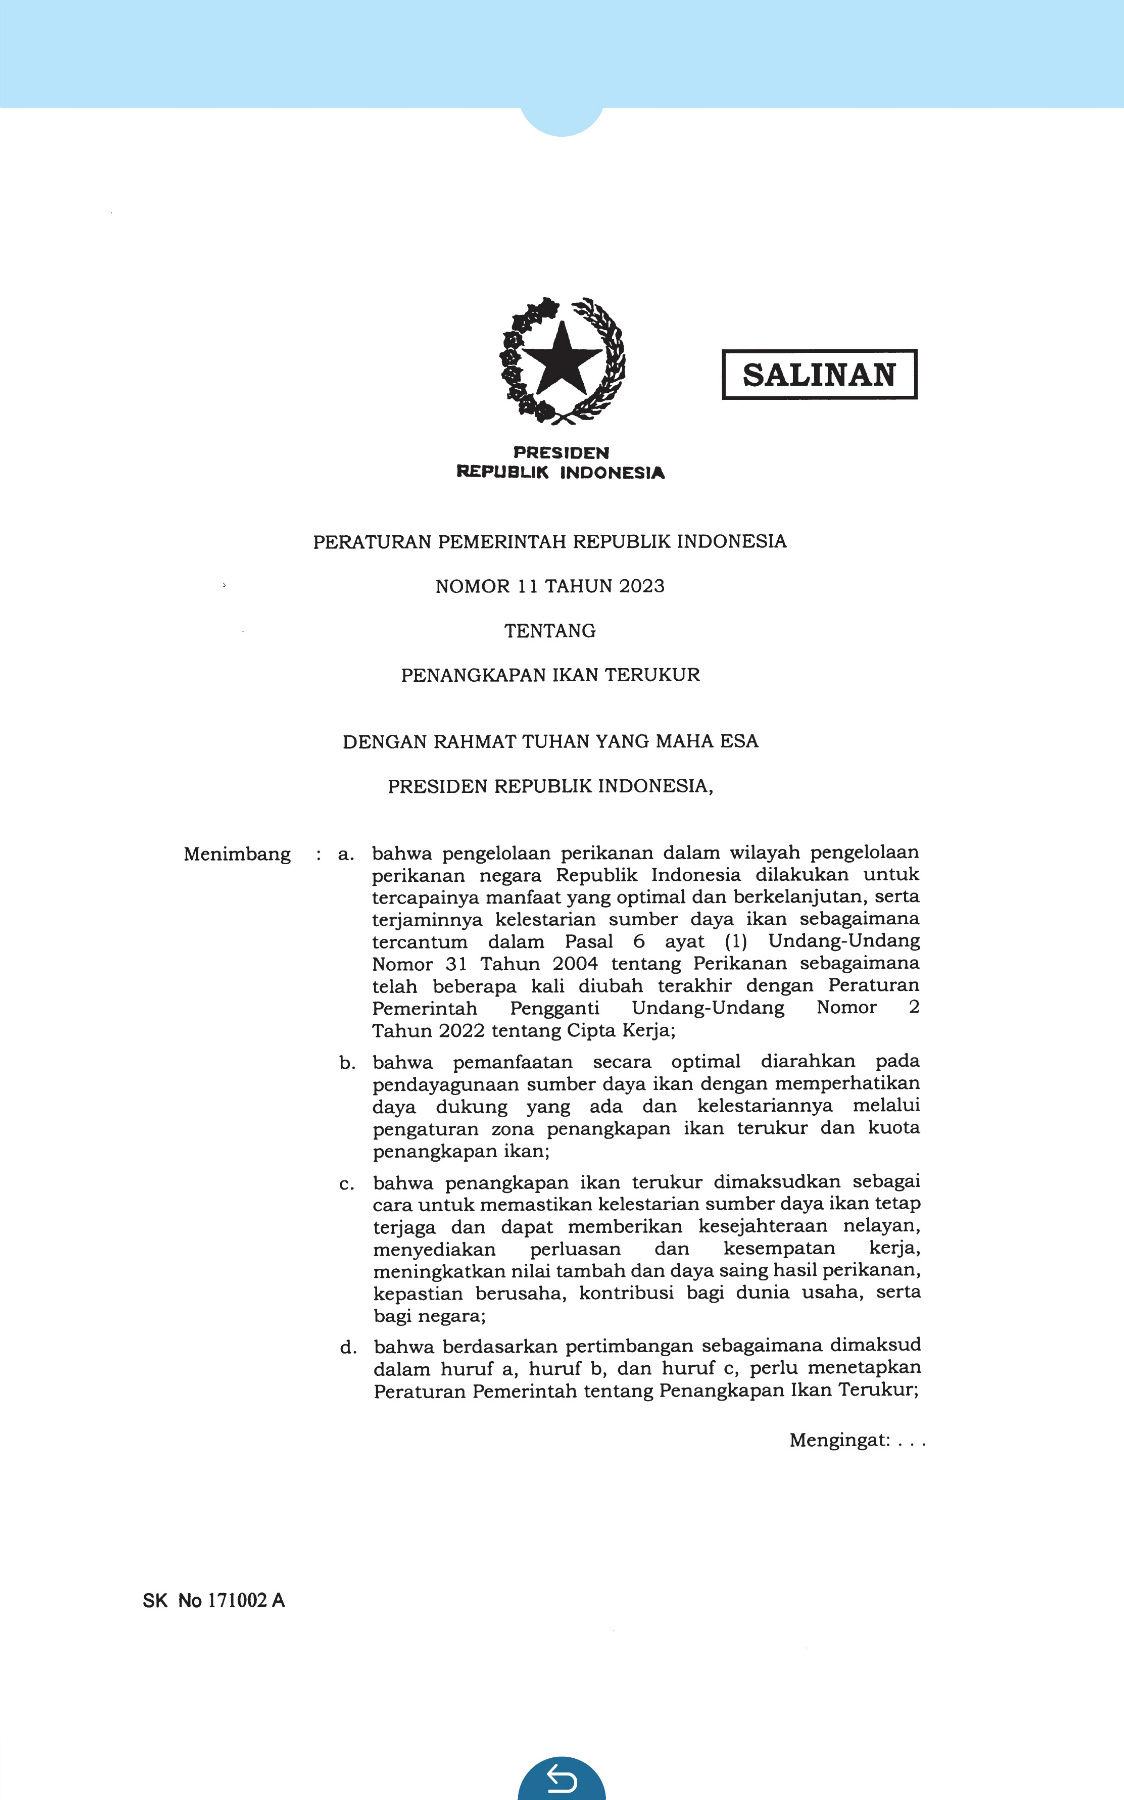 SALINAN
PRESIDEN
REPUBLIK INDONESIA
PERATURAN PEMERINTAH REPUBLIK INDONESIA
NOMOR 11 TAHUN 2023
TENTANG
PENANGKAPAN IKAN TERUKUR
DENGAN RAHMAT TUHAN YANG MAHA ESA
PRESIDEN REPUBLIK INDONESIA,
Menimbang : a. bahwa pengelolaan perikanan dalam wilayah pengelolaan
perikanan negara Republik Indonesia dilakukan untuk
tercapainya manfaat yang optimal dan berkelanjutan, serta
terjaminnya kelestarian sumber daya ikan sebagaimana
tercantum dalam Pasal 6 ayat (1) Undang-Undang
Nomor 31 Tahun 2004 tentang Perikanan sebagaimana
telah beberapa kali diubah terakhir dengan Peraturan
Pemerintah Pengganti Undang-Undang Nomor 2
Tahun 2022 tentang Cipta Kerja;
b. bahwa pemanfaatan secara optimal diarahkan pada
pendayagunaan sumber daya ikan dengan memperhatikan
daya dukung yang ada dan kelestariannya melalui
pengaturan zona penangkapan ikan terukur dan kuota
penangkapan ikan;
c. bahwa penangkapan ikan terukur dimaksudkan sebagai
cara untuk memastikan kelestarian sumber daya ikan tetap
terjaga dan dapat memberikan kesejahteraan nelayan,
menyediakan perluasan dan kesempatan kerja,
meningkatkan nilai tambah dan daya saing hasil perikanan,
kepastian berusaha, kontribusi bagi dunia usaha, serta
bagi negara;
d. bahwa berdasarkan pertimbangan sebagaimana dimaksud
dalam huruf a, huruf b, dan huruf c, perlu menetapkan
Peraturan Pemerintah tentang Penangkapan Ikan Terukur;
Mengingat: . . .
SK No 171002 A